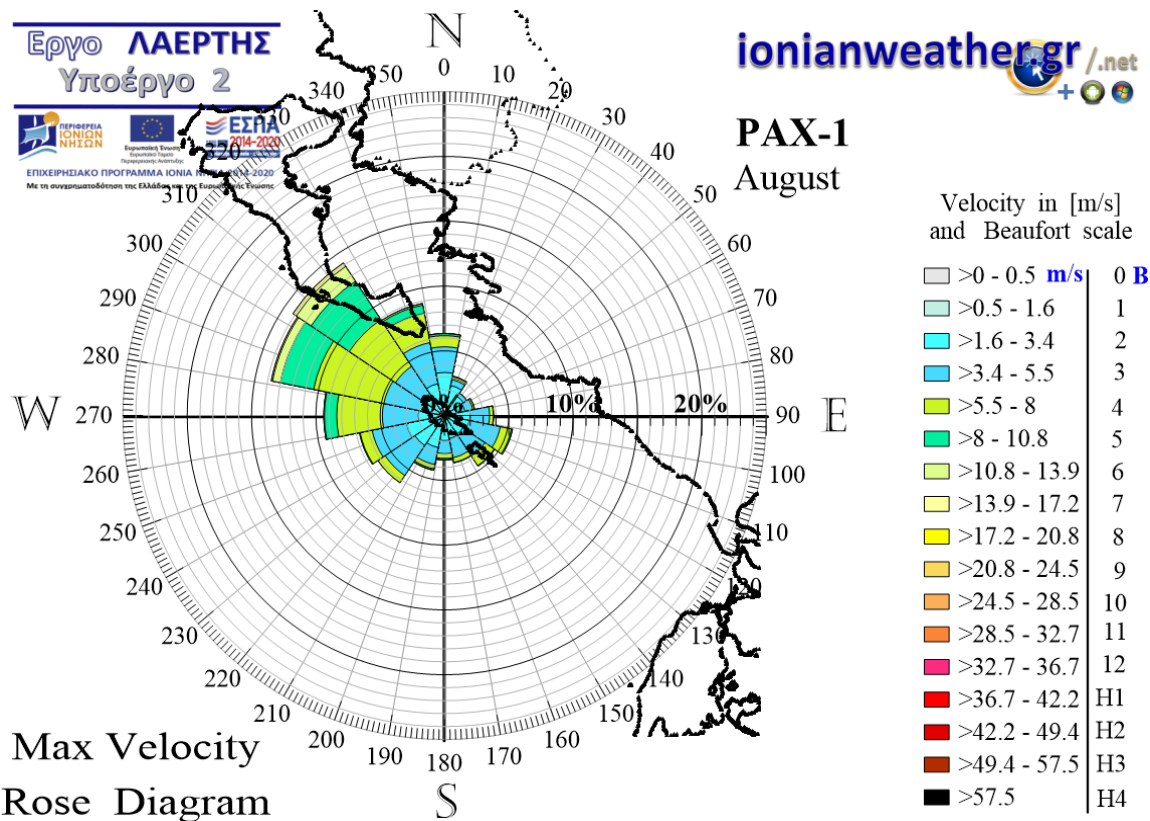 Εργο ΛΑΕΡΤΗΣ
Υποέργο 2
ΠΕΡΙΦΕΡΕΙΑ
ΙΟΝΙΩΝ
ΝΗΣΩΝ
Ευρωπαϊκή Ένωση
Ευρωπαϊκό Ταμείο
Περιφερειακής Ανάπτυξης
ΕΣΠΑ
2014-2020
ΕΠΙΧΕΙΡΗΣΙΑΚΟ ΠΡΟΓΡΑΜΜΑ ΙΟΝΙΑ 2014-2020
Με τη συγχρηματοδότηση της Ελλάδας και της Ευρωπαϊκής Ένωσης
ionianweather.gr /.net
PAX-1
August
N
E
S
W
0
10
20
30
40
50
60
70
80
90
100
110
120
130
140
150
160
170
180
190
200
210
220
230
240
250
260
270
280
290
300
310
320
330
340
350
0%
10%
20%
Velocity in [m/s]
and Beaufort scale
>0 - 0.5 m/s 0 B
>0.5 - 1.6 1
>1.6 - 3.4 2
>3.4 - 5.5 3
>5.5 - 8 4
>8 - 10.8 5
>10.8 - 13.9 6
>13.9 - 17.2 7
>17.2 - 20.8 8
>20.8 - 24.5 9
>24.5 - 28.5 10
>28.5 - 32.7 11
>32.7 - 36.7 12
>36.7 - 42.2 H1
>42.2 - 49.4 H2
>49.4 - 57.5 H3
>57.5 H4
Max Velocity
Rose Diagram